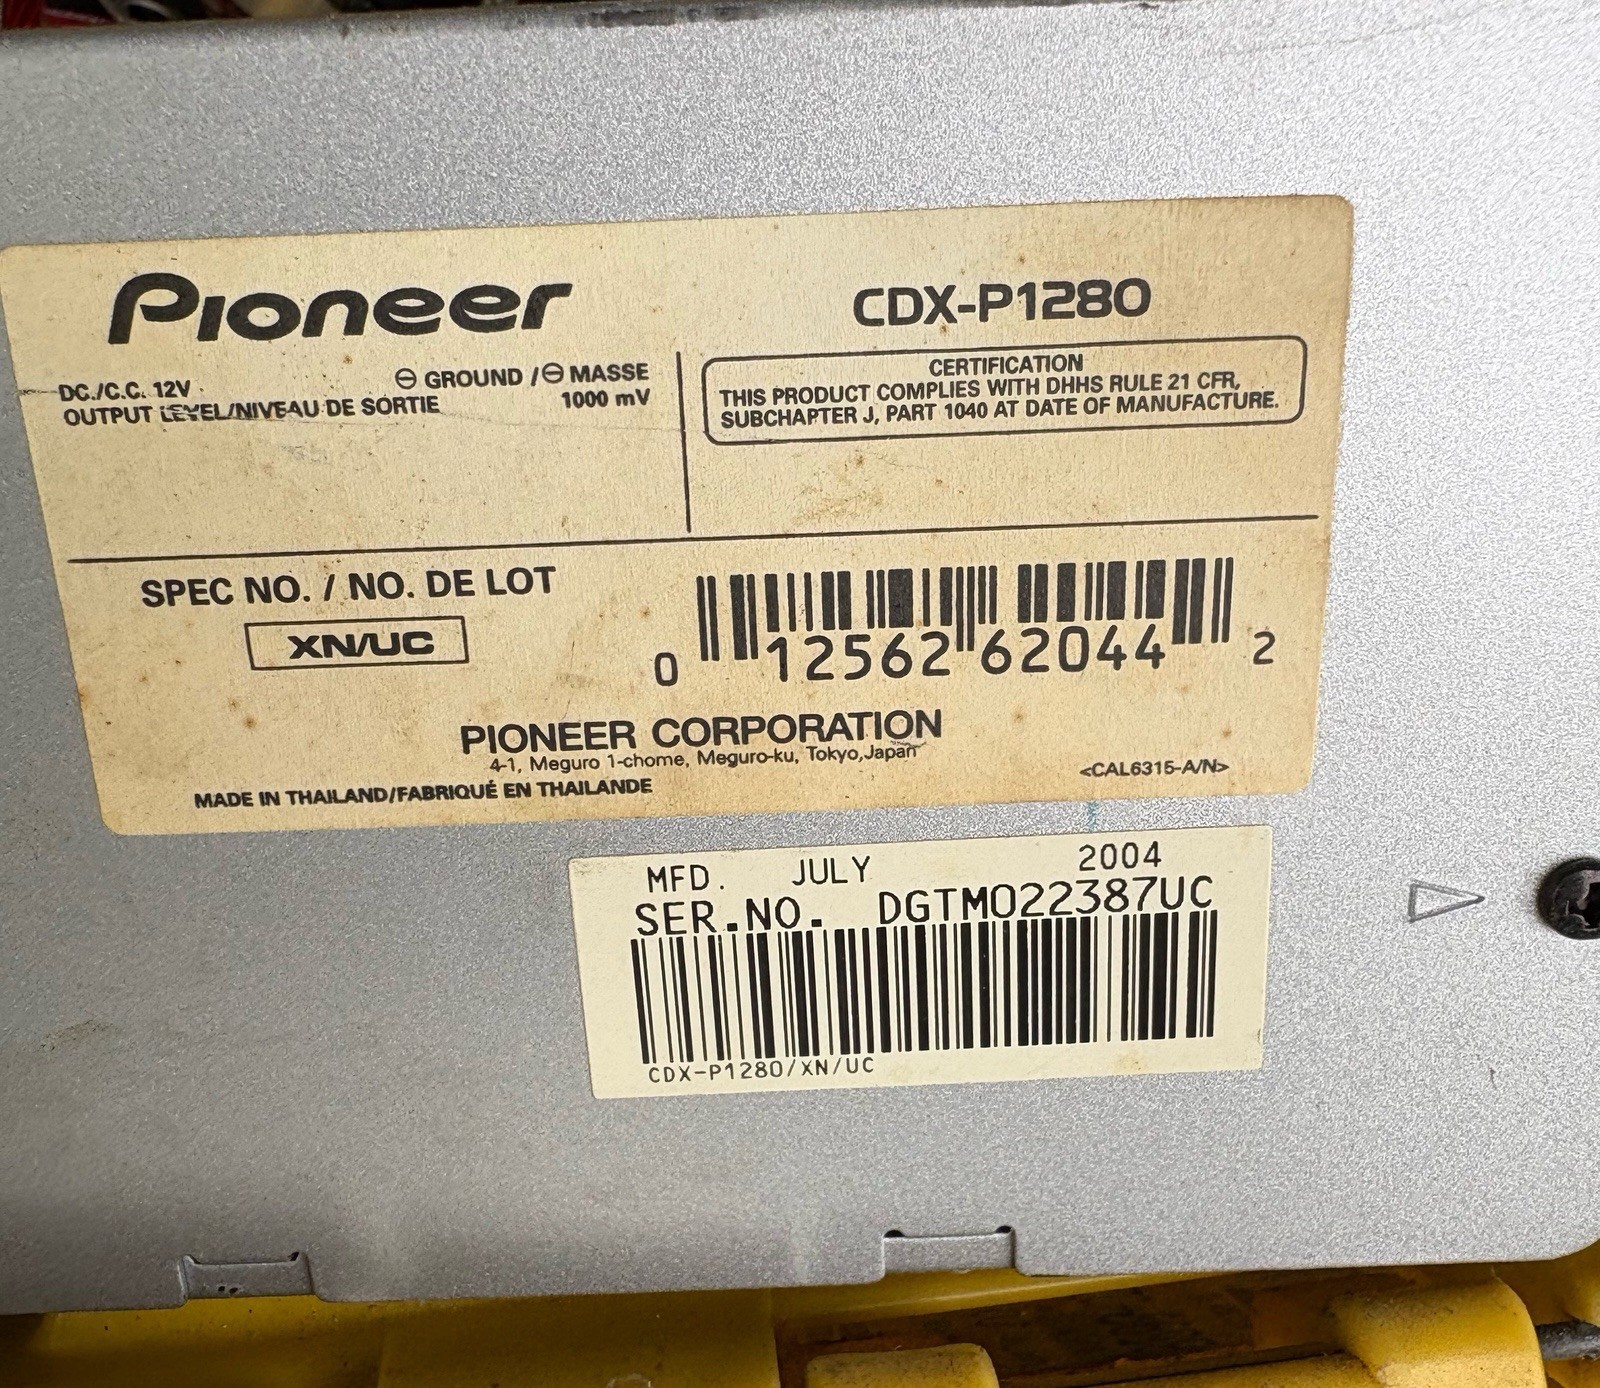 Pioneer
CDX-P1280
DC./C.C. 12V ⊖ GROUND /⊖ MASSE
OUTPUT LEVEL/NIVEAU DE SORTIE 1000 mV
CERTIFICATION
THIS PRODUCT COMPLIES WITH DHHS RULE 21 CFR,
SUBCHAPTER J, PART 1040 AT DATE OF MANUFACTURE.
SPEC NO. / NO. DE LOT
XN/UC
0 12562 62044 2
PIONEER CORPORATION
4-1, Meguro 1-chome, Meguro-ku, Tokyo,Japan
MADE IN THAILAND/FABRIQUÉ EN THAILANDE
<CAL6315-A/N>
MFD. JULY 2004
SER.NO. DGTM022387UC
CDX-P1280/XN/UC